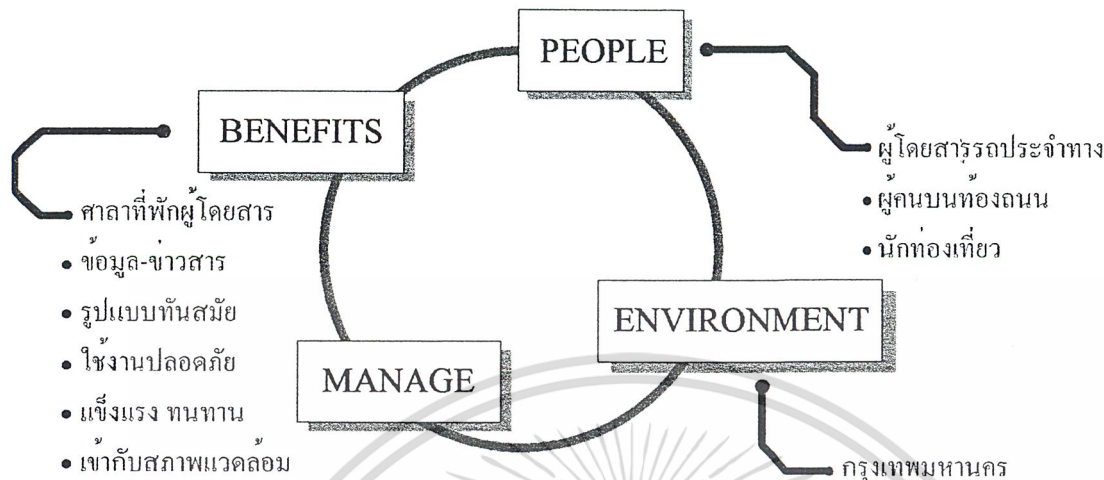 PEOPLE
BENEFITS
• ผู้โดยสารรถประจำทาง
• ผู้คนบนท้องถนน
• นักท่องเที่ยว
• ศาลาที่พักผู้โดยสาร
• ข้อมูล-ข่าวสาร
• รูปแบบทันสมัย
• ใช้งานปลอดภัย
• แข็งแรง ทนทาน
• เข้ากับสภาพแวดล้อม
ENVIRONMENT
MANAGE
• กรุงเทพมหานคร